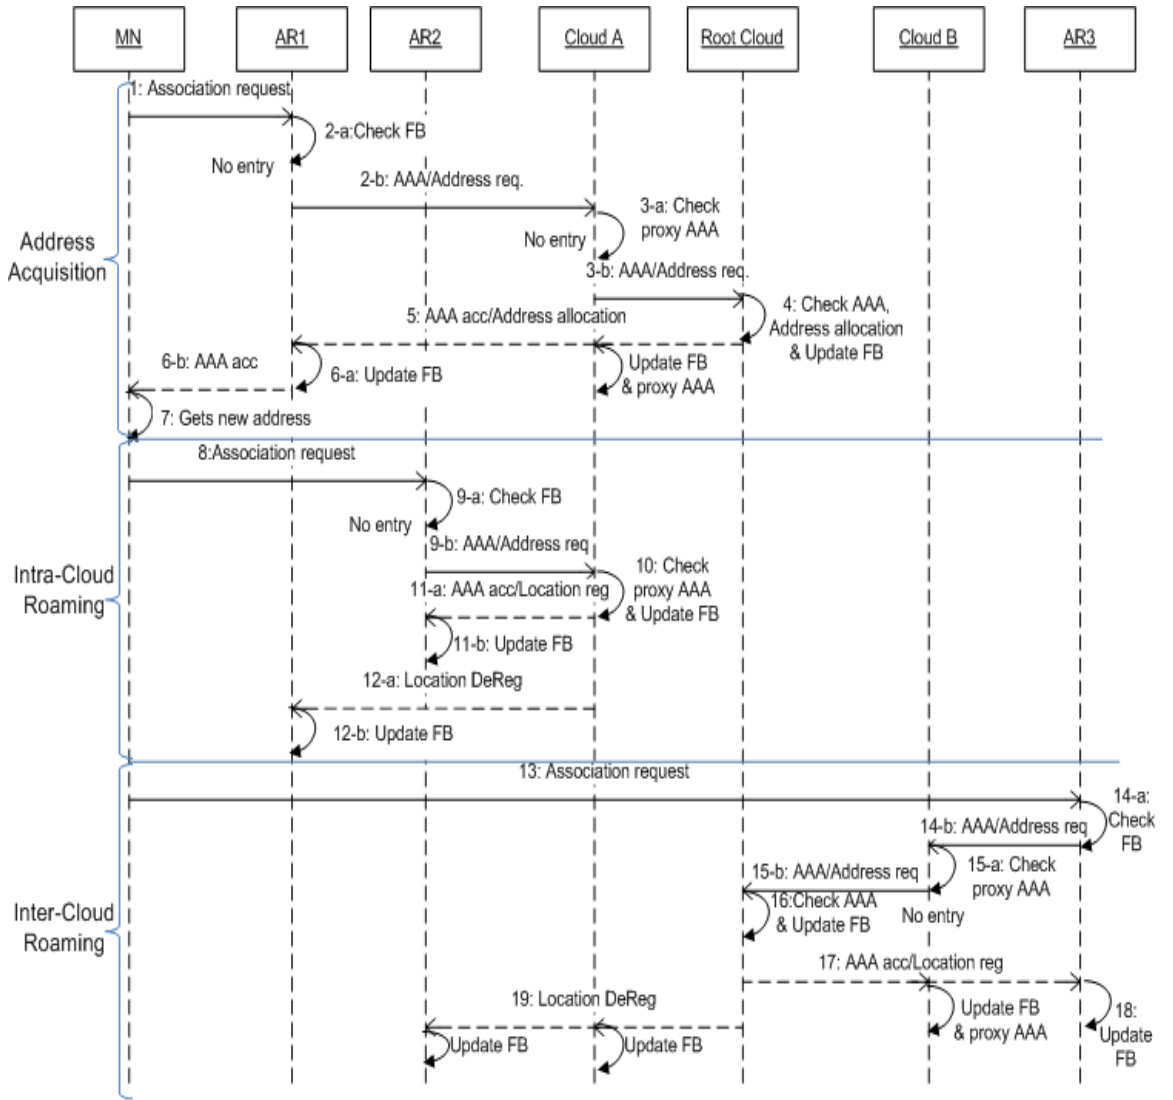 MN
AR1
AR2
Cloud A
Root Cloud
Cloud B
AR3
1: Association request
2-a:Check FB
No entry
2-b: AAA/Address req.
3-a: Check
proxy AAA
No entry
3-b: AAA/Address req.
4: Check AAA,
Address allocation
& Update FB
5: AAA acc/Address allocation
Update FB
& proxy AAA
6-b: AAA acc
6-a: Update FB
7: Gets new address
Address
Acquisition
8:Association request
9-a: Check FB
No entry
9-b: AAA/Address req
10: Check
proxy AAA
& Update FB
11-a: AAA acc/Location reg
11-b: Update FB
12-a: Location DeReg
12-b: Update FB
Intra-Cloud
Roaming
13: Association request
14-a:
Check
FB
14-b: AAA/Address req
15-a: Check
proxy AAA
15-b: AAA/Address req
No entry
16:Check AAA
& Update FB
17: AAA acc/Location reg
Update FB
& proxy AAA
18:
Update
FB
19: Location DeReg
Update FB
Update FB
Inter-Cloud
Roaming